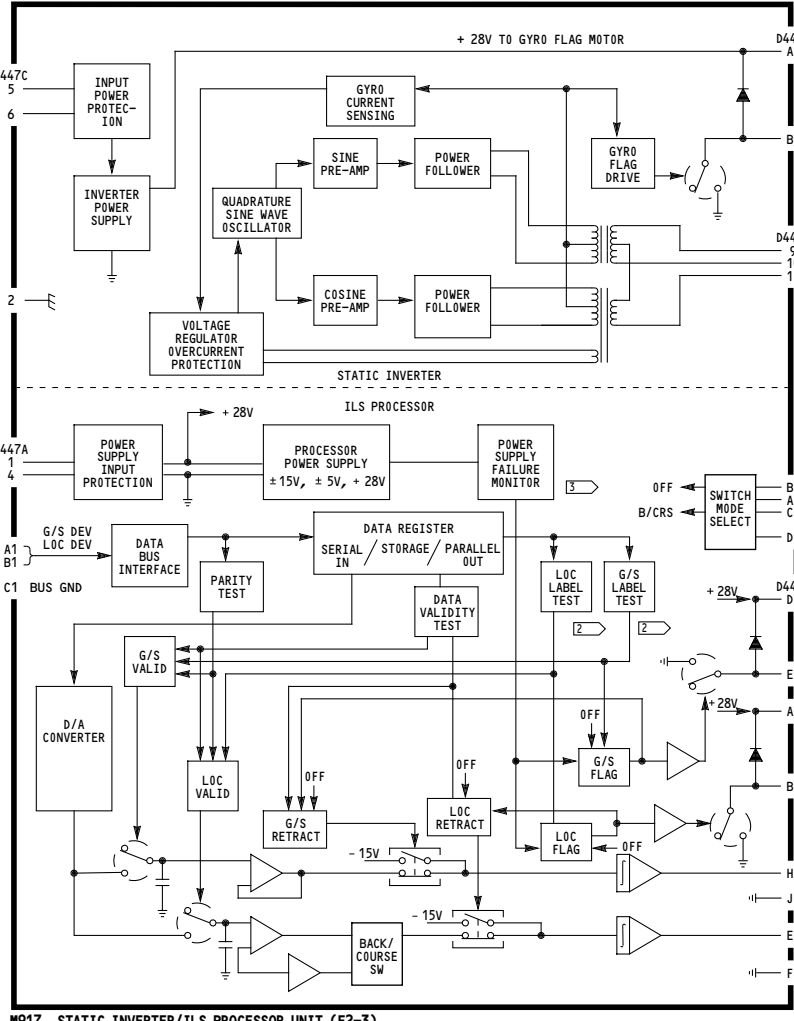 D44
+ 28V TO GYRO FLAG MOTOR
A
447C
5
6
INPUT
POWER
PROTEC-
ION
GYRO
CURRENT
SENSING
B
SINE
PRE-AMP
POWER
FOLLOWER
GYRO
FLAG
DRIVE
INVERTER
POWER
SUPPLY
QUADRATURE
SINE WAVE
OSCILLATOR
D44
9
1
2
COSINE
PRE-AMP
POWER
FOLLOWER
VOLTAGE
REGULATOR
OVERCURRENT
PROTECTION
STATIC INVERTER
ILS PROCESSOR
+ 28V
447A
1
4
POWER
SUPPLY
INPUT
PROTECTION
PROCESSOR
POWER SUPPLY
±15V, ± 5V, + 28V
POWER
SUPPLY
FAILURE
MONITOR
3
OFF
B/CRS
SWITCH
MODE
SELECT
B
A
C
D
G/S DEV
LOC DEV
A1
B1
DATA
BUS
INTERFACE
DATA REGISTER
SERIAL / STORAGE / PARALLEL
IN OUT
C1 BUS GND
PARITY
TEST
DATA
VALIDITY
TEST
LOC
LABEL
TEST
G/S
LABEL
TEST
2
2
D44
+ 28V
D
G/S
VALID
E
D/A
CONVERTER
+28V
A
OFF
G/S
FLAG
LOC
VALID
OFF
OFF
B
G/S
RETRACT
LOC
RETRACT
LOC
FLAG
OFF
– 15V
H
J
– 15V
BACK/
COURSE
SW
E
F
M917 STATIC INVERTER/ILS PROCESSOR UNIT (E2-3)